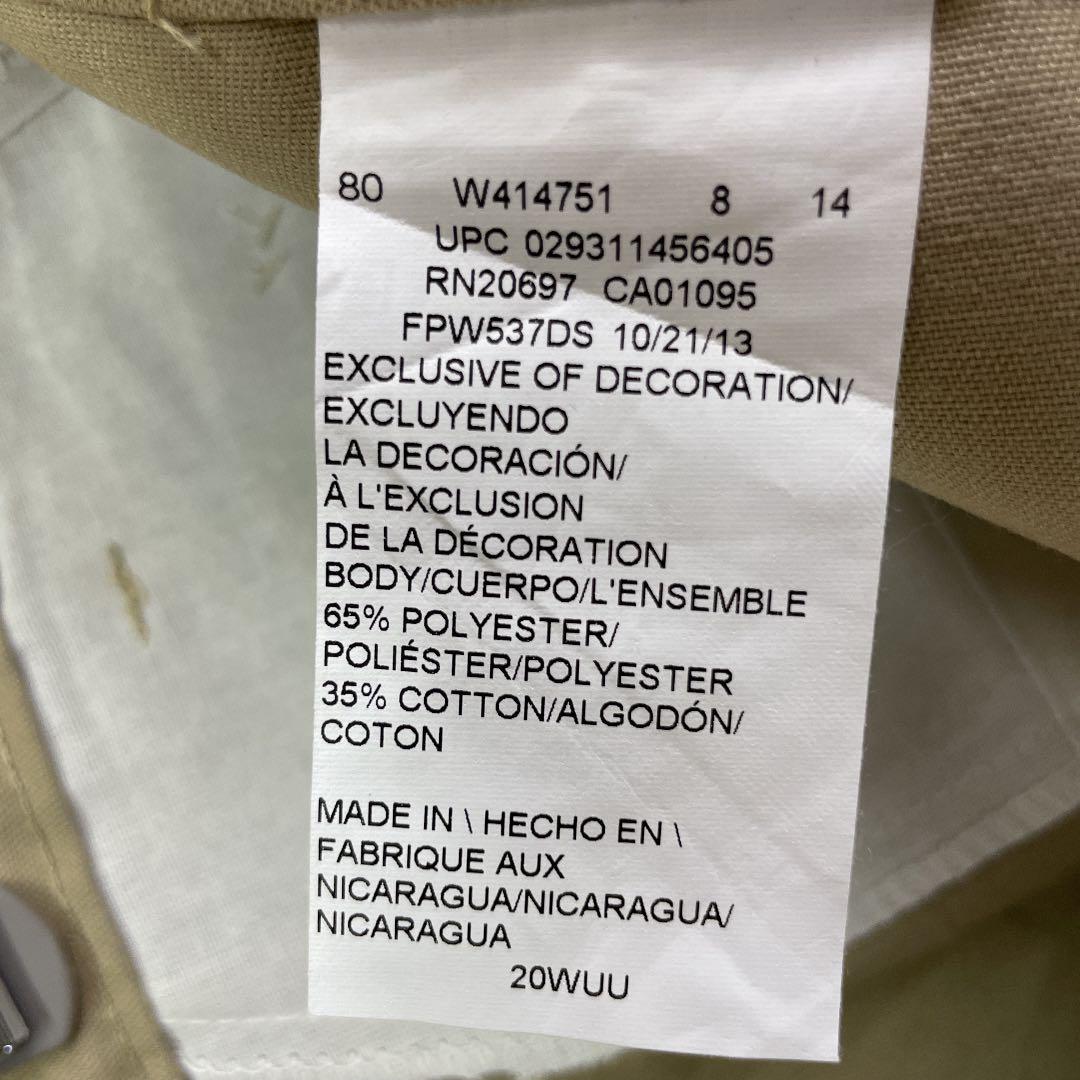 80 W414751 8 14
UPC 029311456405
RN20697 CA01095
FPW537DS 10/21/13
EXCLUSIVE OF DECORATION/
EXCLUYENDO
LA DECORACIÓN/
À L'EXCLUSION
DE LA DÉCORATION
BODY/CUERPO/L'ENSEMBLE
65% POLYESTER/
POLIÉSTER/POLYESTER
35% COTTON/ALGODÓN/
COTON
MADE IN \ HECHO EN \
FABRIQUE AUX
NICARAGUA/NICARAGUA/
NICARAGUA
20WUU